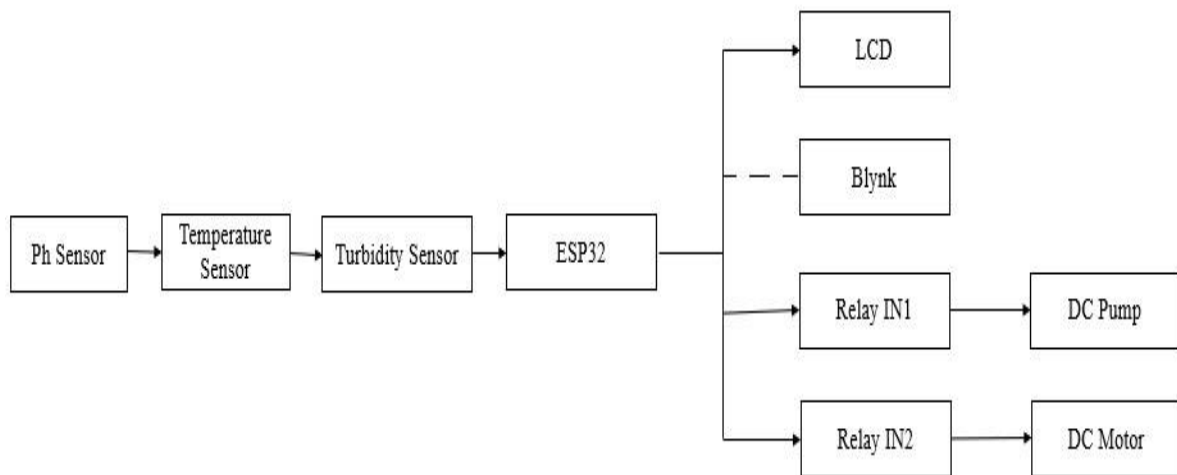 LCD
Blynk
Ph Sensor
Temperature
Sensor
Turbidity Sensor
ESP32
Relay IN1
DC Pump
Relay IN2
DC Motor